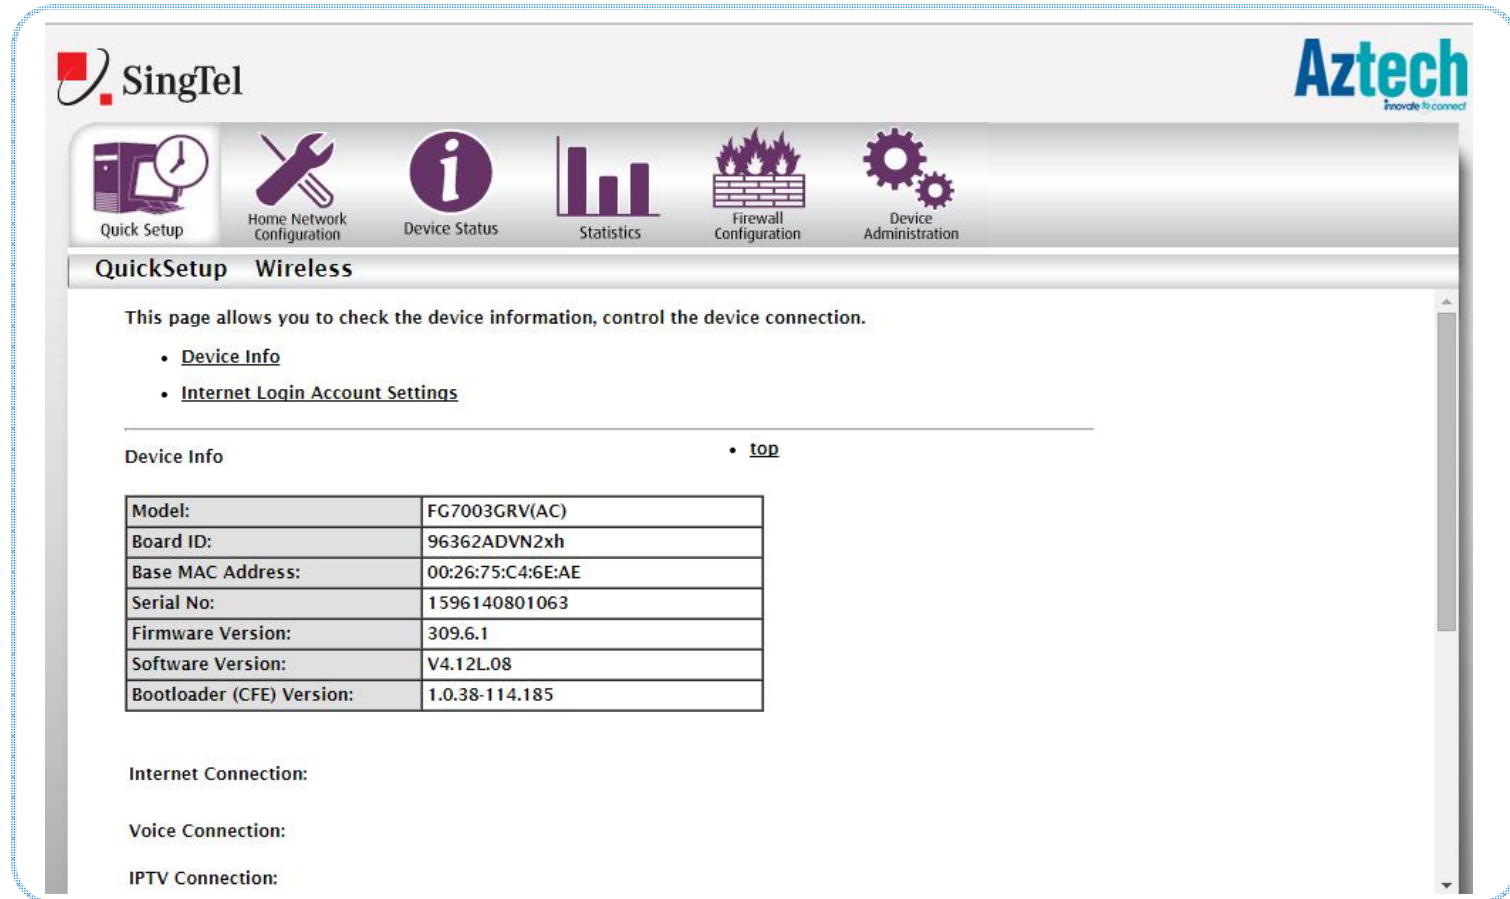 SingTel
Aztech
innovate to connect
Quick Setup
Home Network
Configuration
Device Status
Statistics
Firewall
Configuration
Device
Administration
QuickSetup Wireless
This page allows you to check the device information, control the device connection.
• Device Info
• Internet Login Account Settings
• top
Device Info
Model: FG7003GRV(AC)
Board ID: 96362ADVN2xh
Base MAC Address: 00:26:75:C4:6E:AE
Serial No: 1596140801063
Firmware Version: 309.6.1
Software Version: V4.12L.08
Bootloader (CFE) Version: 1.0.38-114.185
Internet Connection:
Voice Connection:
IPTV Connection: